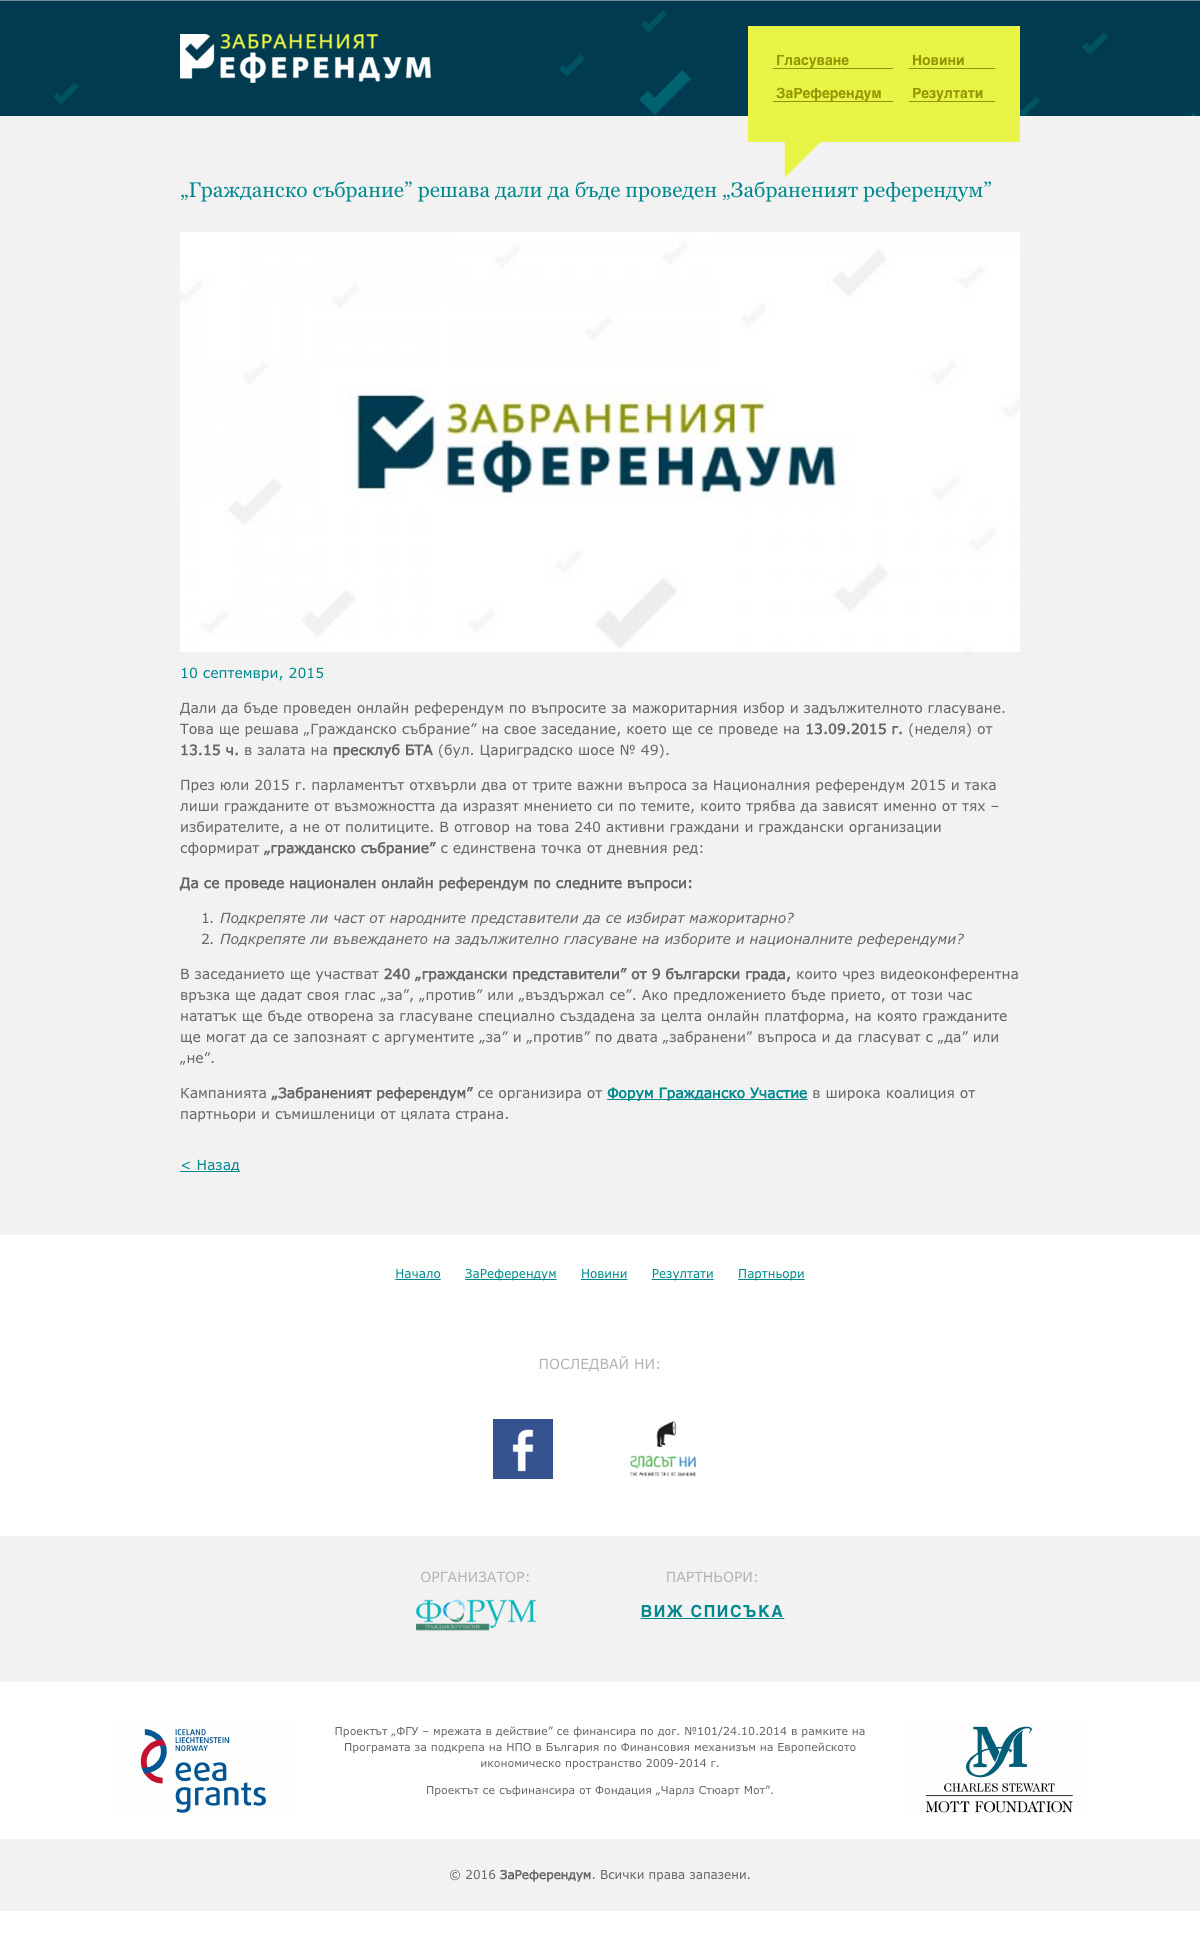 ЗАБРАНЕНИЯТ
РЕФЕРЕНДУМ
Гласуване Новини
ЗаРеферендум Резултати
„Гражданско събрание” решава дали да бъде проведен „Забраненият референдум”
ЗАБРАНЕНИЯТ
РЕФЕРЕНДУМ
10 септември, 2015
Дали да бъде проведен онлайн референдум по въпросите за мажоритарния избор и задължителното гласуване.
Това ще решава „Гражданско събрание” на свое заседание, което ще се проведе на 13.09.2015 г. (неделя) от
13.15 ч. в залата на пресклуб БТА (бул. Цариградско шосе № 49).
През юли 2015 г. парламентът отхвърли два от трите важни въпроса за Националния референдум 2015 и така
лиши гражданите от възможността да изразят мнението си по темите, които трябва да зависят именно от тях –
избирателите, а не от политиците. В отговор на това 240 активни граждани и граждански организации
сформират „гражданско събрание” с единствена точка от дневния ред:
Да се проведе национален онлайн референдум по следните въпроси:
1. Подкрепяте ли част от народните представители да се избират мажоритарно?
2. Подкрепяте ли въвеждането на задължително гласуване на изборите и националните референдуми?
В заседанието ще участват 240 „граждански представители” от 9 български града, които чрез видеоконферентна
връзка ще дадат своя глас „за”, „против” или „въздържал се”. Ако предложението бъде прието, от този час
нататък ще бъде отворена за гласуване специално създадена за целта онлайн платформа, на която гражданите
ще могат да се запознаят с аргументите „за” и „против” по двата „забранени” въпроса и да гласуват с „да” или
„не”.
Кампанията „Забраненият референдум” се организира от Форум Гражданско Участие в широка коалиция от
партньори и съмишленици от цялата страна.
< Назад
Начало ЗаРеферендум Новини Резултати Партньори
ПОСЛЕДВАЙ НИ:
f
гласът ни
ТУК МНЕНИЕТО ТИ Е ОТ ЗНАЧЕНИЕ
ОРГАНИЗАТОР: ПАРТНЬОРИ:
ФОРУМ
ГРАЖДАНСКО УЧАСТИЕ
ВИЖ СПИСЪКА
ICELAND
LIECHTENSTEIN
NORWAY
eea
grants
Проектът „ФГУ – мрежата в действие” се финансира по дог. №101/24.10.2014 в рамките на
Програмата за подкрепа на НПО в България по Финансовия механизъм на Европейското
икономическо пространство 2009-2014 г.
Проектът се съфинансира от Фондация „Чарлз Стюарт Мот”.
M
CHARLES STEWART
MOTT FOUNDATION
© 2016 ЗаРеферендум. Всички права запазени.